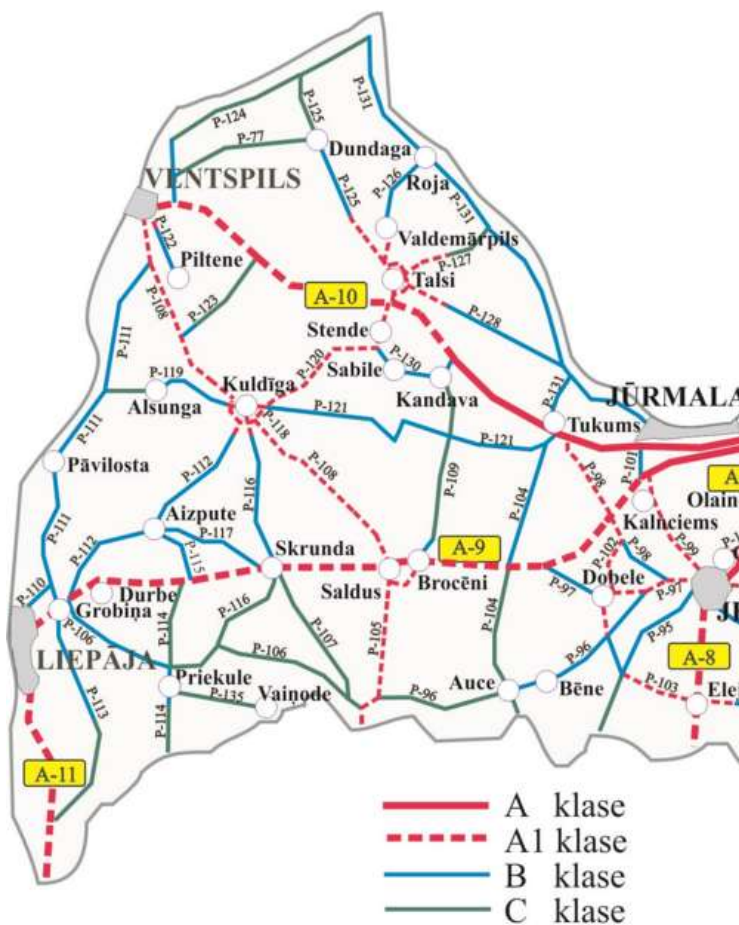 P-131
P-124
P-125
P-77
Dundaga
VENTSPILS
P-126
Roja
P-125
P-131
P-122
Valdemārpils
Piltene
P-127
Talsi
P-108
P-123
A-10
P-111
Stende
P-128
P-120
P-119
Sabile
P-130
P-131
Kuldīga
Kandava
JŪRMALA
Alsunga
P-118
Tukums
P-111
P-121
P-121
P-108
P-101
A
P-112
P-109
P-98
Pāvilosta
P-116
P-104
Olain
Kalnciems
P-111
Aizpute
A-9
P-99
P-112
P-117
P-102
P-98
Skrunda
P-115
Saldus
Brocēni
Dobele
P-110
Durbe
P-97
P-97
Grobiņa
P-116
P-104
P-106
P-114
P-107
P-105
P-95
LIEPĀJA
P-106
P-96
A-8
Priekule
Auce
P-113
P-135
Vaiņode
P-96
Bēne
P-103
P-114
Elej
A-11
A klase
A1 klase
B klase
C klase